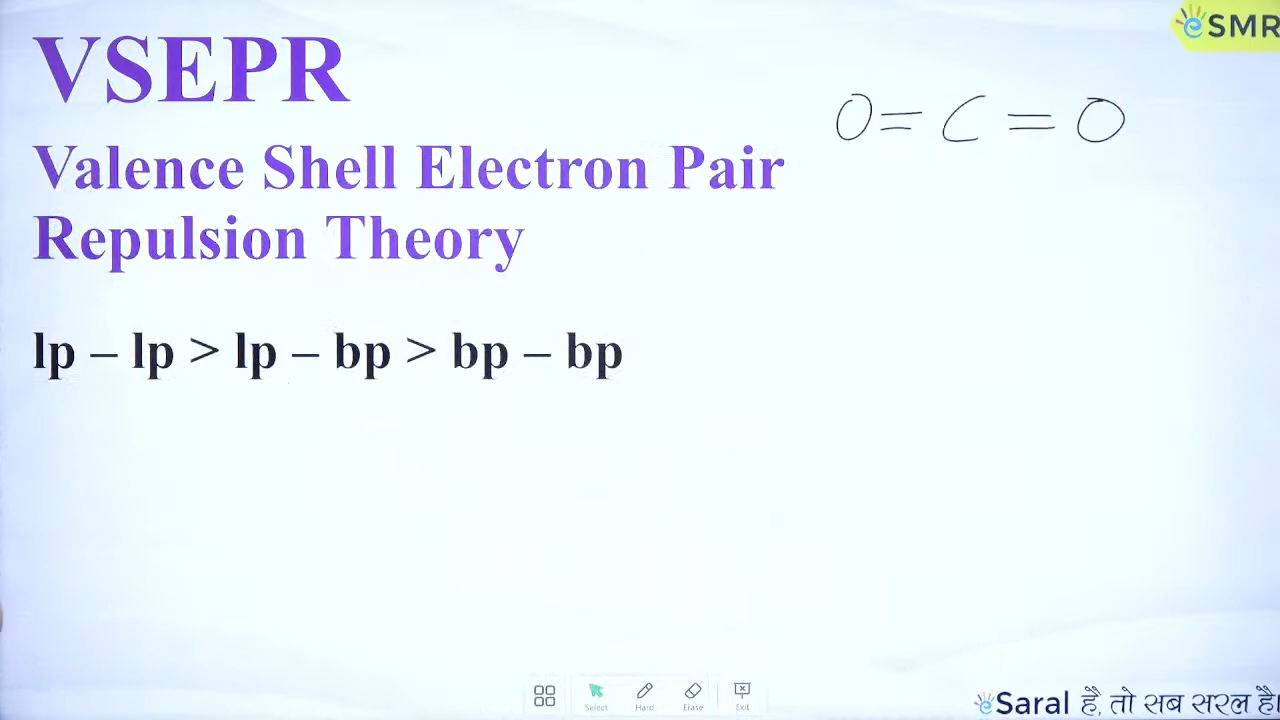 VSEPR
eSMR
O = C = O
Valence Shell Electron Pair
Repulsion Theory
lp – lp > lp – bp > bp – bp
Select Hard Erase Exit
eSaral है, तो सब सरल है।